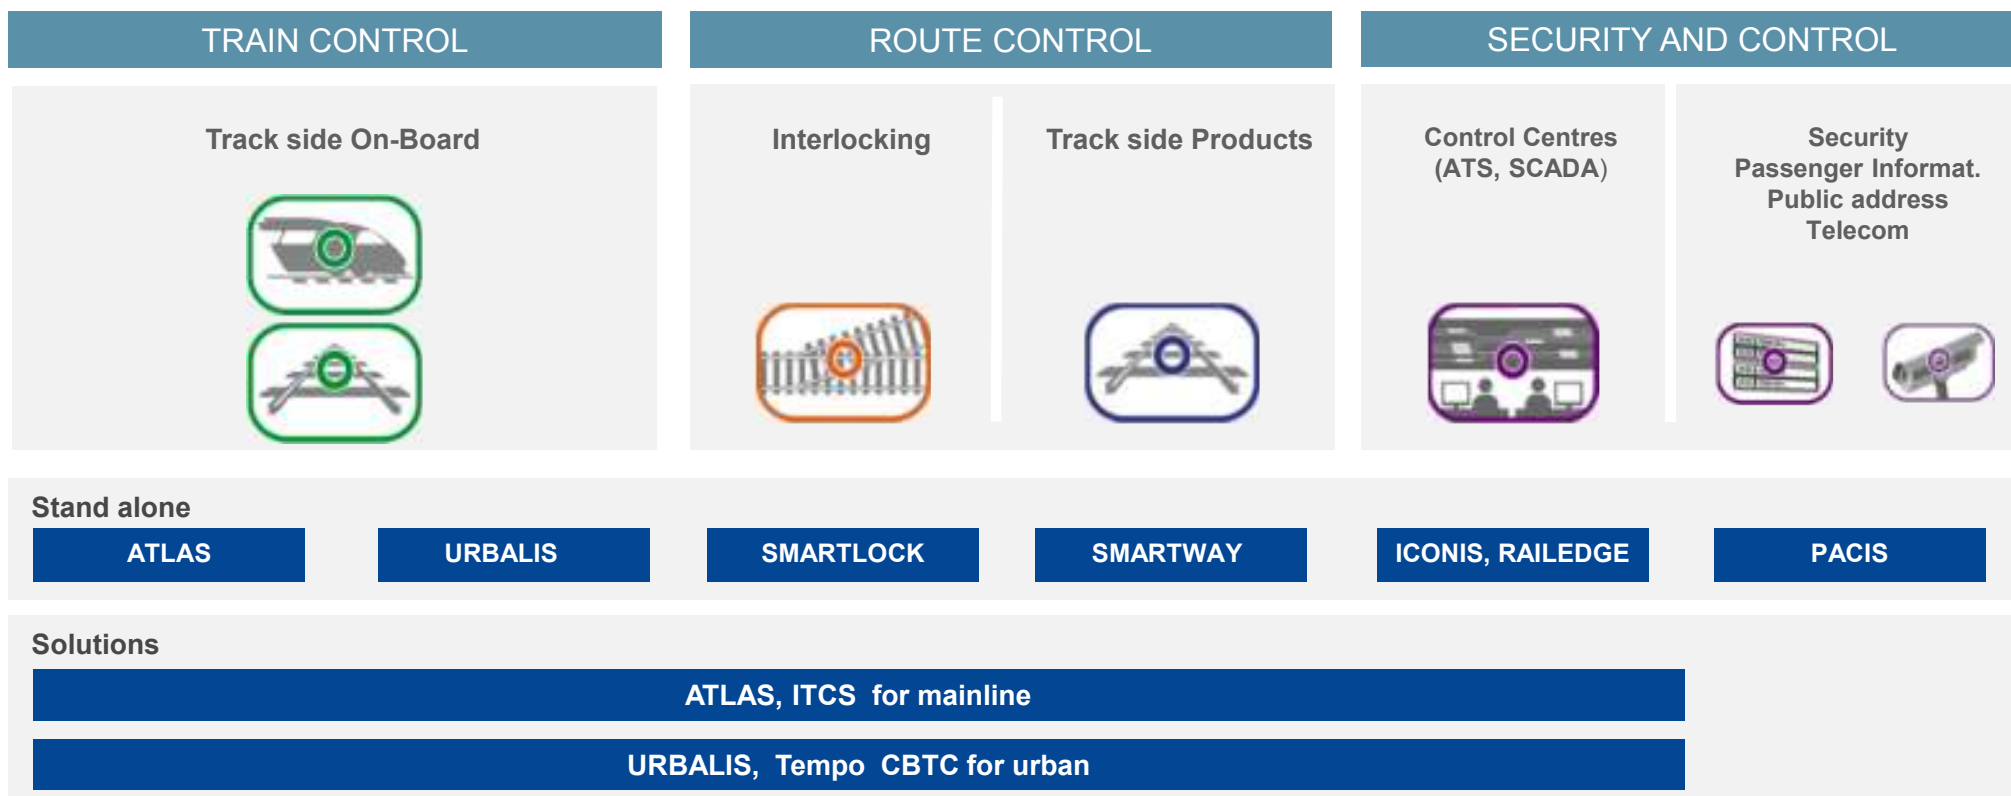 TRAIN CONTROL
ROUTE CONTROL
SECURITY AND CONTROL
Track side On-Board
Interlocking
Track side Products
Control Centres
(ATS, SCADA)
Security
Passenger Informat.
Public address
Telecom
Stand alone
ATLAS
URBALIS
SMARTLOCK
SMARTWAY
ICONIS, RAILEDGE
PACIS
Solutions
ATLAS, ITCS for mainline
URBALIS, Tempo CBTC for urban